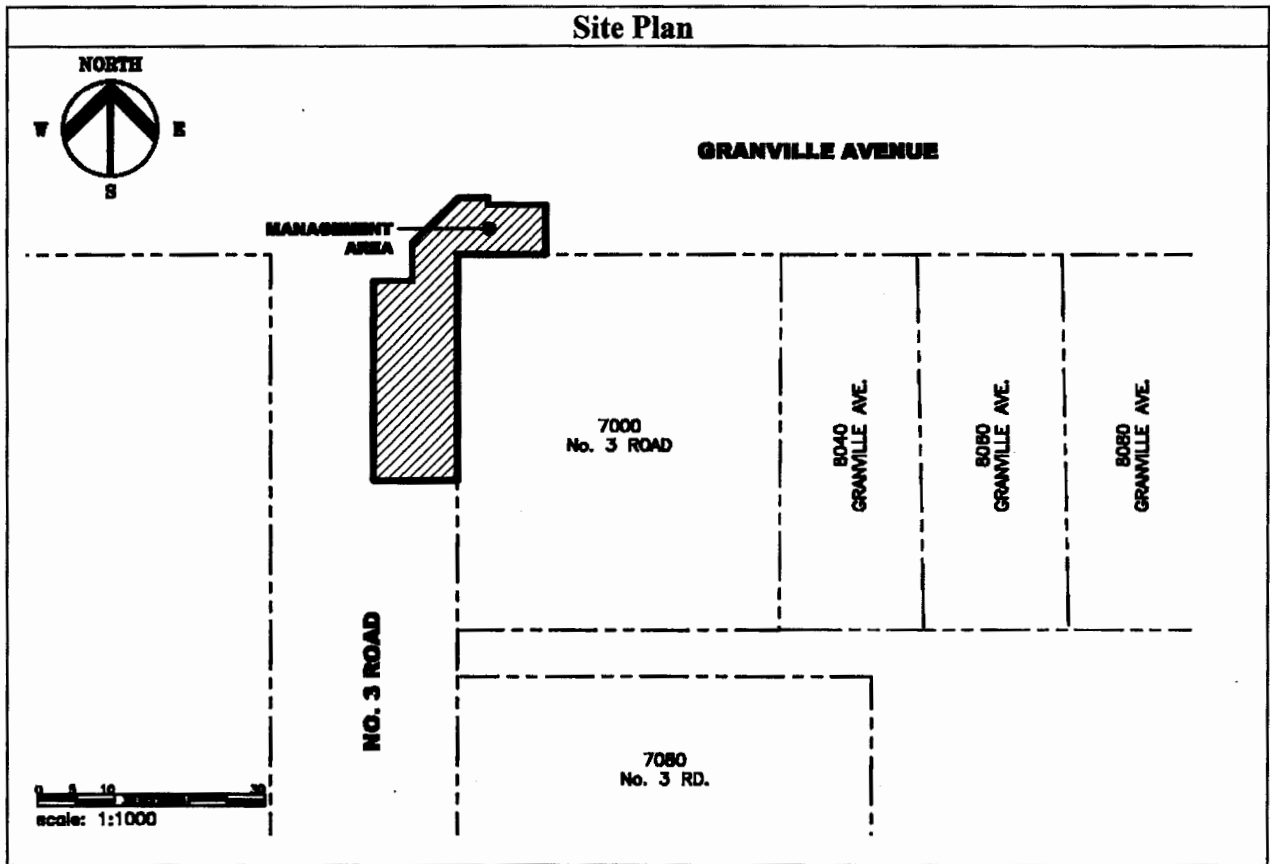 Site Plan
NORTH
W
E
S
GRANVILLE AVENUE
MANAGEMENT
AREA
7000
No. 3 ROAD
8040
GRANVILLE AVE.
8060
GRANVILLE AVE.
8080
GRANVILLE AVE.
NO. 3 ROAD
7080
No. 3 RD.
0 5 10 30
scale: 1:1000